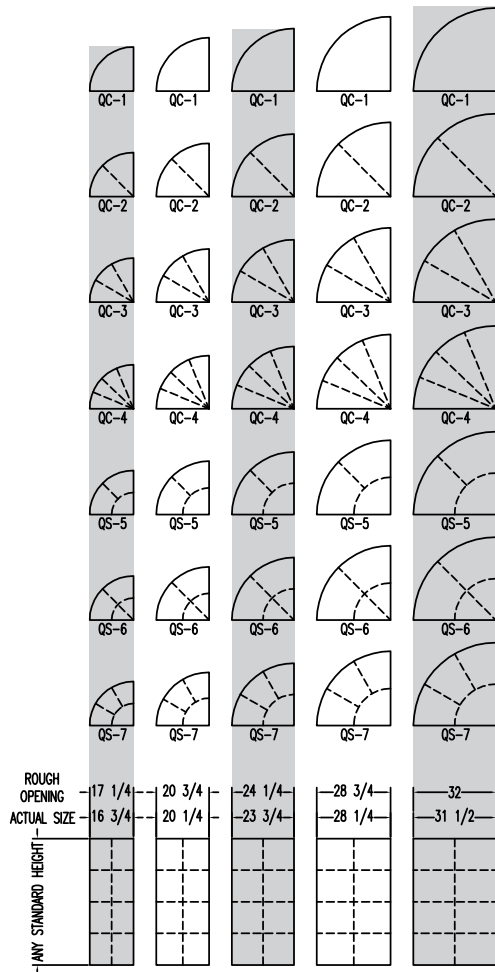 QC-1 QC-1 QC-1 QC-1 QC-1
QC-2 QC-2 QC-2 QC-2 QC-2
QC-3 QC-3 QC-3 QC-3 QC-3
QC-4 QC-4 QC-4 QC-4 QC-4
QS-5 QS-5 QS-5 QS-5 QS-5
QS-6 QS-6 QS-6 QS-6 QS-6
QS-7 QS-7 QS-7 QS-7 QS-7
ROUGH
OPENING 17 1/4 20 3/4 24 1/4 28 3/4 32
ACTUAL SIZE 16 3/4 20 1/4 23 3/4 28 1/4 31 1/2
ANY STANDARD HEIGHT